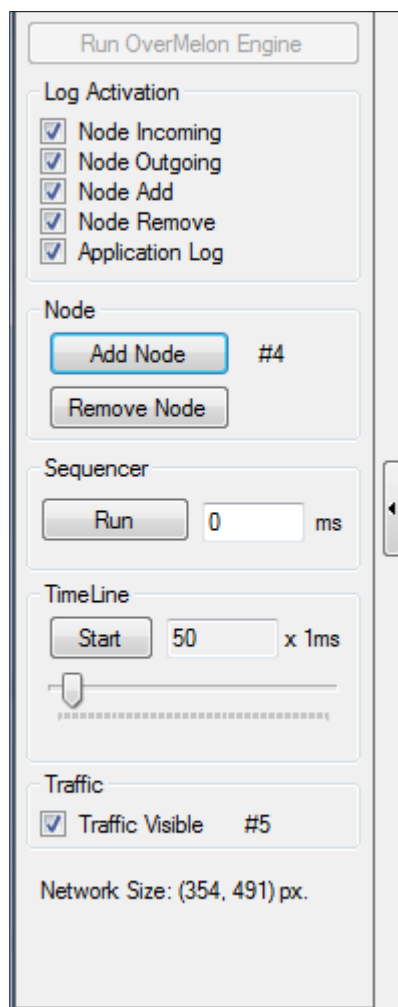 Run OverMelon Engine
Log Activation
Node Incoming
Node Outgoing
Node Add
Node Remove
Application Log
Node
Add Node #4
Remove Node
Sequencer
Run 0 ms
TimeLine
Start 50 x 1ms
Traffic
Traffic Visible #5
Network Size: (354, 491) px.